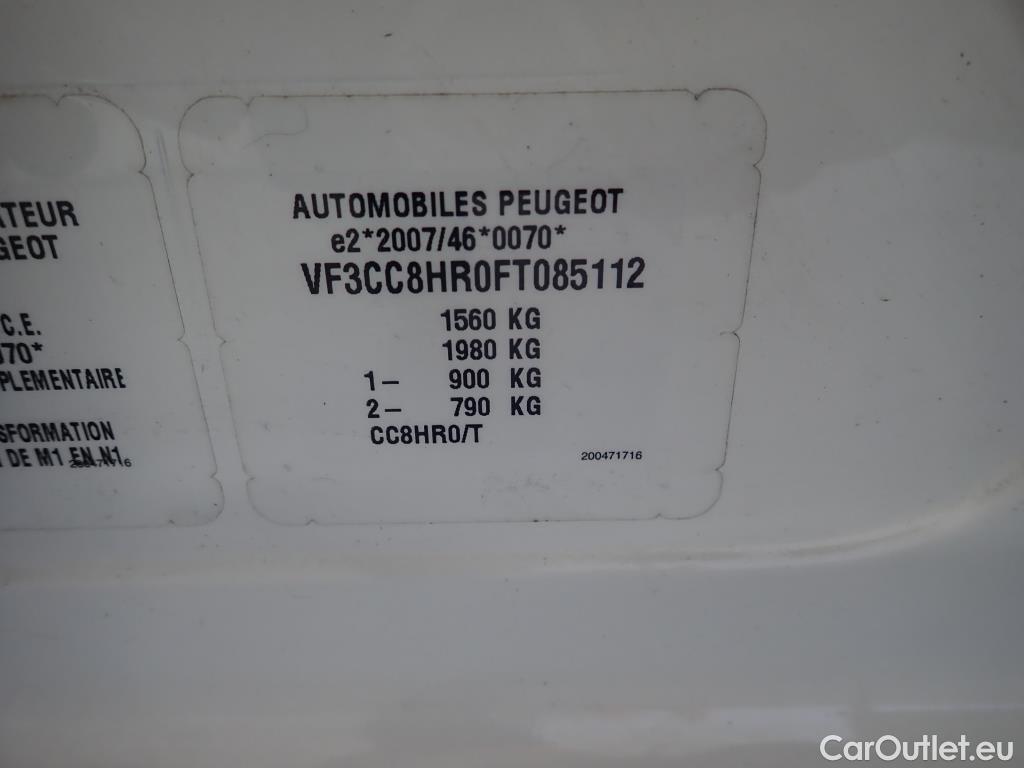 ATEUR
GEOT
C.E.
070*
PLEMENTAIRE
SFORMATION
DE M1 EN N1
AUTOMOBILES PEUGEOT
e2*2007/46*0070*
VF3CC8HR0FT085112
1560 KG
1980 KG
1– 900 KG
2– 790 KG
CC8HR0/T
200471716
CarOutlet.eu